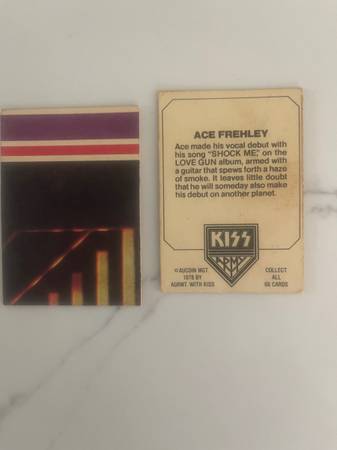 ACE FREHLEY
Ace made his vocal debut with
his song "SHOCK ME," on the
LOVE GUN album, armed with
a guitar that spews forth a haze
of smoke. It leaves little doubt
that he will someday also make
his debut on another planet.
KISS
ARMY
© AUCOIN MGT
1978 BY
AGRMT. WITH KISS
COLLECT
ALL
66 CARDS